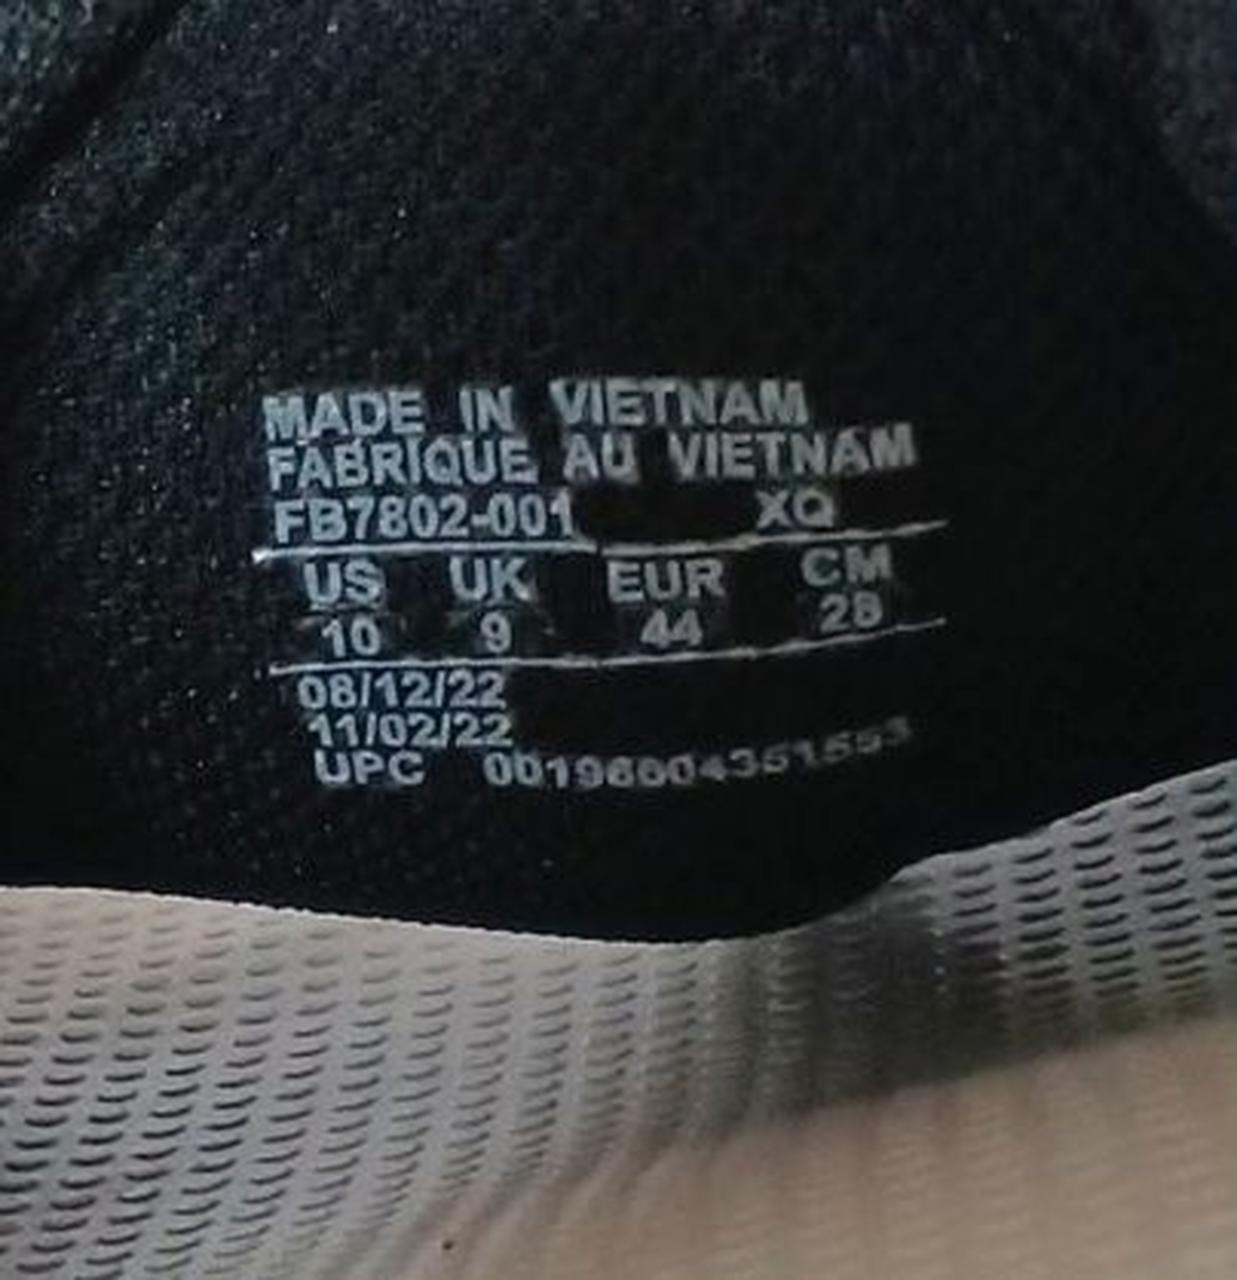 MADE IN VIETNAM
FABRIQUE AU VIETNAM
FB7802-001 XQ
US UK EUR CM
10 9 44 28
08/12/22
11/02/22
UPC